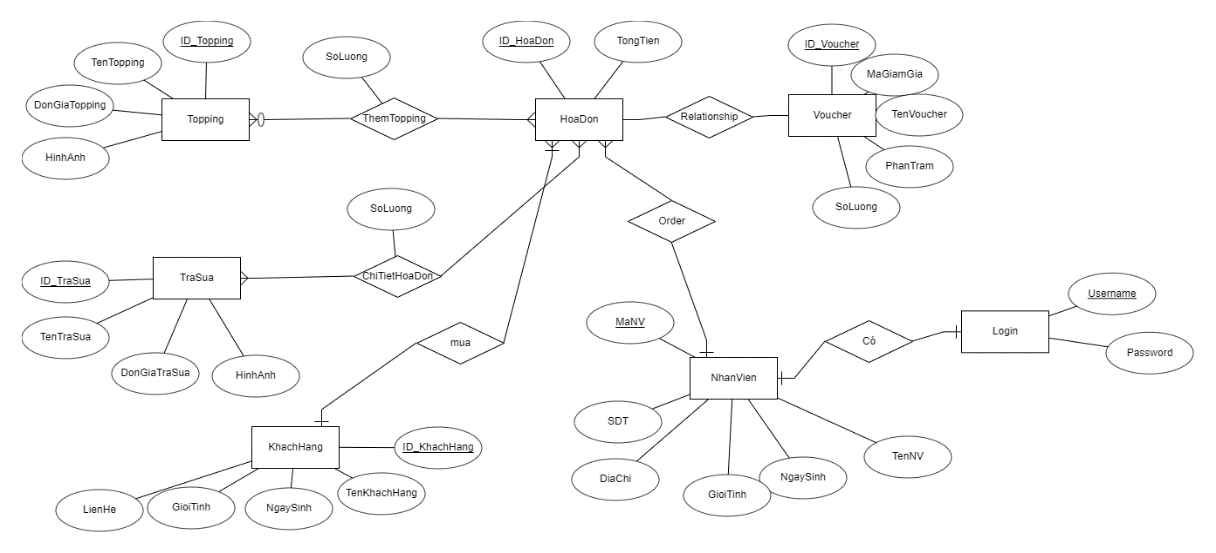 ID_Topping
TenTopping
DonGiaTopping
HinhAnh
Topping
SoLuong
ThemTopping
ID_HoaDon
TongTien
HoaDon
Relationship
ID_Voucher
MaGiamGia
Voucher
TenVoucher
PhanTram
SoLuong
SoLuong
ChiTietHoaDon
Order
ID_TraSua
TraSua
TenTraSua
DonGiaTraSua
HinhAnh
mua
MaNV
NhanVien
Có
Login
Username
Password
SDT
DiaChi
GioiTinh
NgaySinh
TenNV
KhachHang
ID_KhachHang
LienHe
GioiTinh
NgaySinh
TenKhachHang